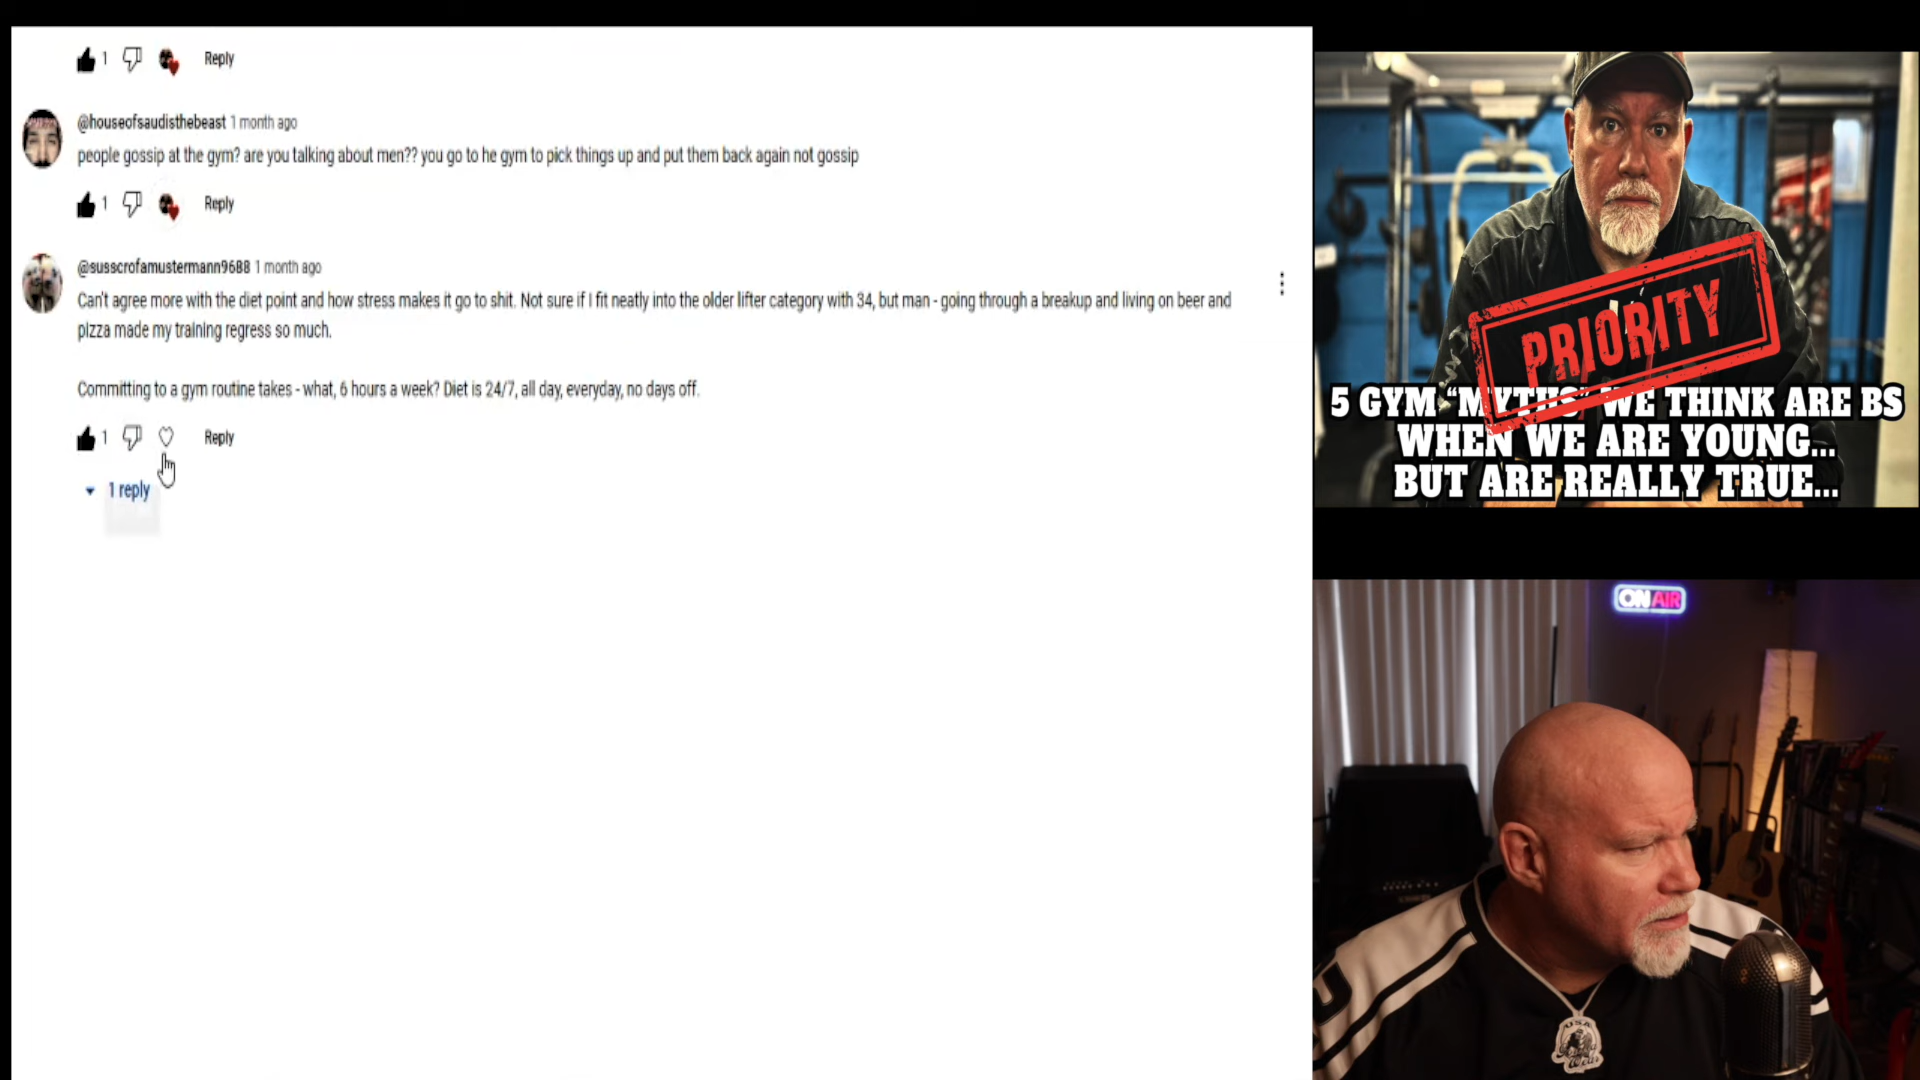 1 Reply
@houseofsaudisthebeast 1 month ago
people gossip at the gym? are you talking about men?? you go to he gym to pick things up and put them back again not gossip
1 Reply
@susscrofamustermann9688 1 month ago
Can't agree more with the diet point and how stress makes it go to shit. Not sure if I fit neatly into the older lifter category with 34, but man - going through a breakup and living on beer and
pizza made my training regress so much.
Committing to a gym routine takes - what, 6 hours a week? Diet is 24/7, all day, everyday, no days off.
1 Reply
1 reply
PRIORITY
5 GYM “MYTHS” WE THINK ARE BS
WHEN WE ARE YOUNG...
BUT ARE REALLY TRUE...
ON AIR
USA